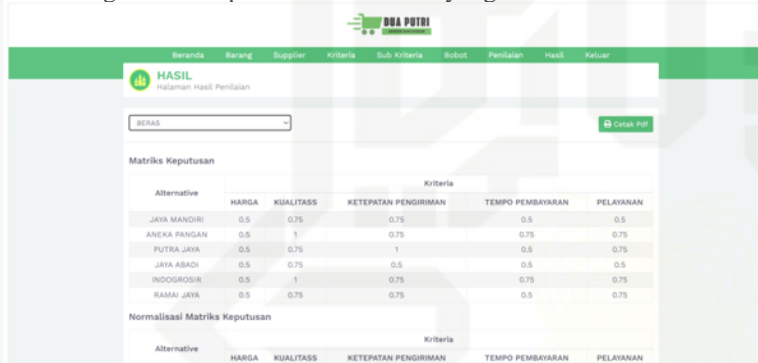 DUA PUTRI
Beranda Barang Supplier Kriteria Sub Kriteria Bobot Penilaian Hasil Keluar
HASIL
Halaman Hasil Penilaian
BERAS
Cetak Pdf
Matriks Keputusan
Alternative Kriteria
HARGA KUALITASS KETEPATAN PENGIRIMAN TEMPO PEMBAYARAN PELAYANAN
JAYA MANDIRI 0.5 0.75 0.75 0.5 0.5
ANEKA PANGAN 0.5 1 0.75 0.75 0.75
PUTRA JAYA 0.5 0.75 1 0.5 0.75
JAYA ABADI 0.5 0.75 0.5 0.5 0.5
INDOGROSIR 0.5 1 0.75 0.75 0.75
RAMAI JAYA 0.5 0.75 0.75 0.5 0.75
Normalisasi Matriks Keputusan
Alternative Kriteria
HARGA KUALITASS KETEPATAN PENGIRIMAN TEMPO PEMBAYARAN PELAYANAN